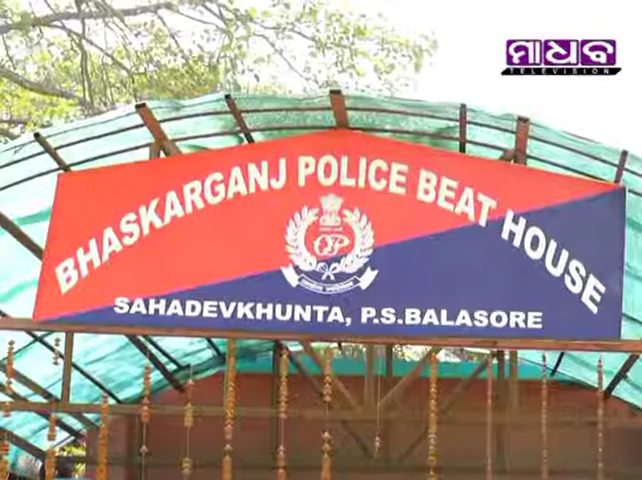 ମାଧବ
TELEVISION
BHASKARGANJ POLICE BEAT HOUSE
OP
SAHADEVKHUNTA, P.S.BALASORE